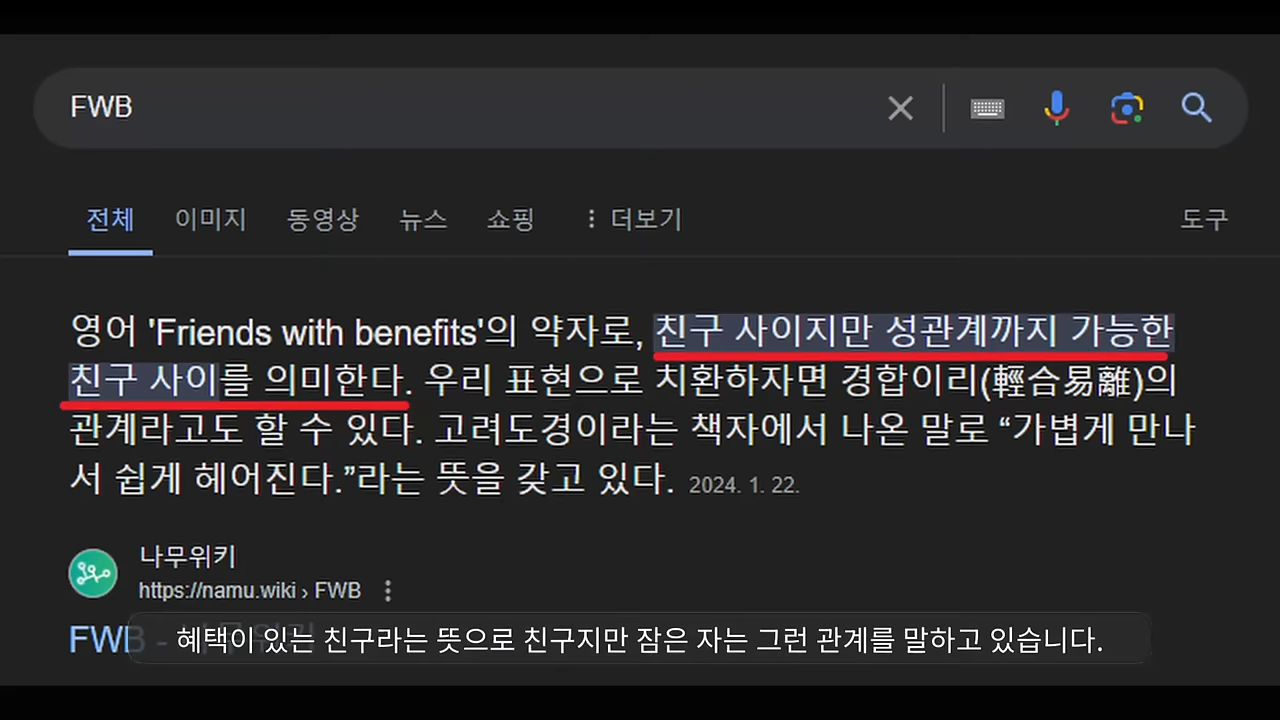 FWB
전체 이미지 동영상 뉴스 쇼핑 더보기 도구
영어 'Friends with benefits'의 약자로, 친구 사이지만 성관계까지 가능한
친구 사이를 의미한다. 우리 표현으로 치환하자면 경합이리(輕合易離)의
관계라고도 할 수 있다. 고려도경이라는 책자에서 나온 말로 “가볍게 만나
서 쉽게 헤어진다.”라는 뜻을 갖고 있다. 2024. 1. 22.
나무위키
https://namu.wiki › FWB
FWB -
혜택이 있는 친구라는 뜻으로 친구지만 잠은 자는 그런 관계를 말하고 있습니다.